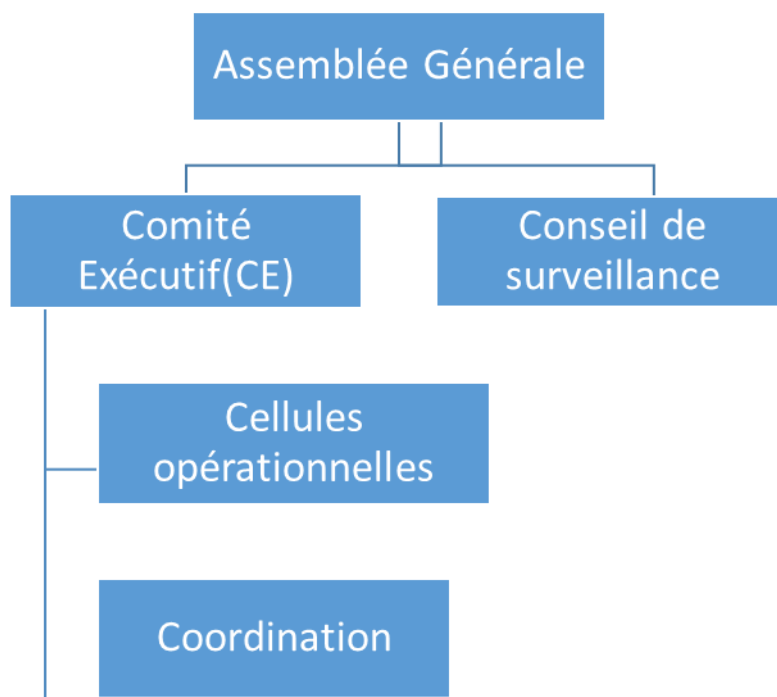 Assemblée Générale
Comité
Exécutif(CE)
Conseil de
surveillance
Cellules
opérationnelles
Coordination